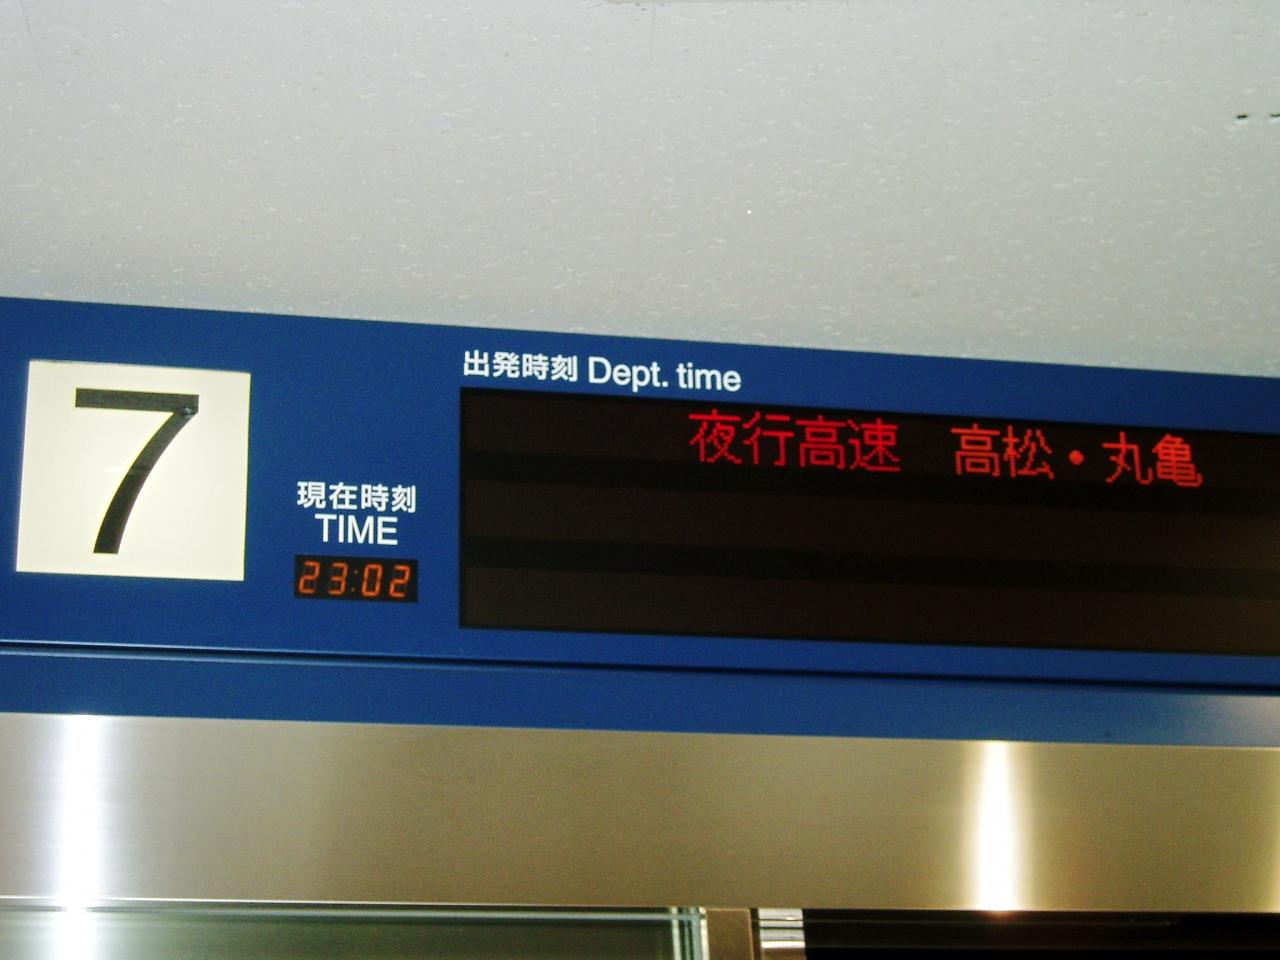 7
現在時刻
TIME
23:02
出発時刻 Dept. time
夜行高速 高松・丸亀